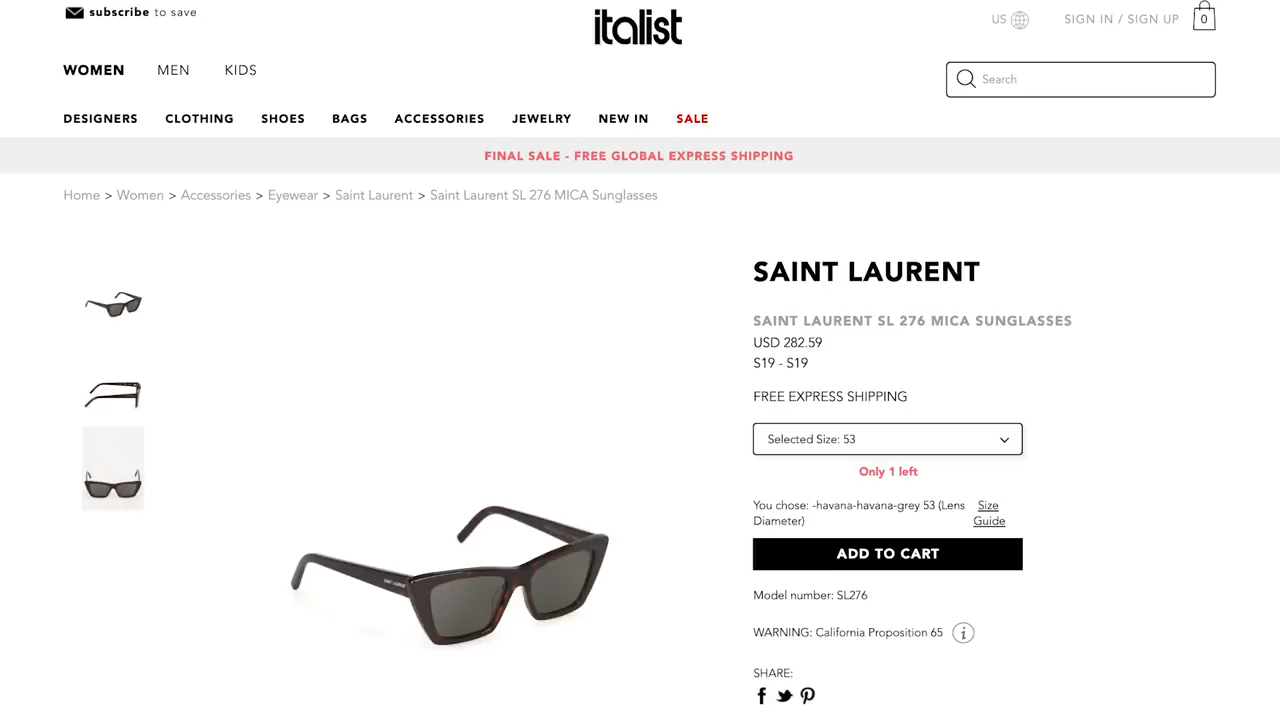 subscribe to save
italist
US
SIGN IN / SIGN UP
0
WOMEN
MEN
KIDS
Search
DESIGNERS
CLOTHING
SHOES
BAGS
ACCESSORIES
JEWELRY
NEW IN
SALE
FINAL SALE - FREE GLOBAL EXPRESS SHIPPING
Home > Women > Accessories > Eyewear > Saint Laurent > Saint Laurent SL 276 MICA Sunglasses
SAINT LAURENT
SAINT LAURENT SL 276 MICA SUNGLASSES
USD 282.59
S19 - S19
FREE EXPRESS SHIPPING
Selected Size: 53
Only 1 left
You chose: -havana-havana-grey 53 (Lens
Diameter)
Size
Guide
ADD TO CART
Model number: SL276
WARNING: California Proposition 65
SHARE:
SAINT LAURENT